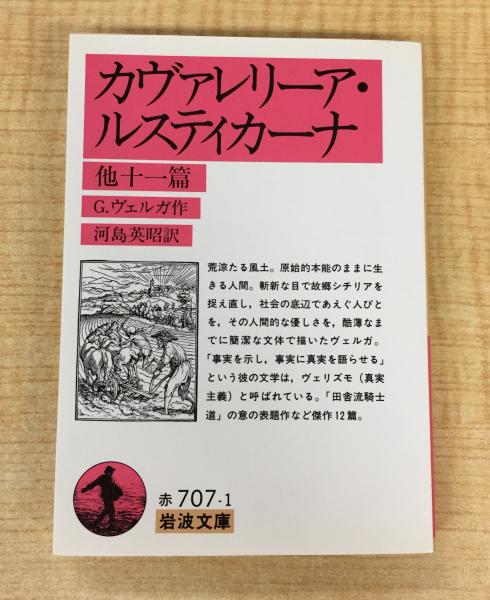 カヴァレリーア・
ルスティカーナ
他十一篇
G.ヴェルガ作
河島英昭訳
荒涼たる風土。原始的本能のままに生
きる人間。斬新な目で故郷シチリアを
捉え直し，社会の底辺であえぐ人びと
を，その人間的な優しさを，酷薄なま
でに簡潔な文体で描いたヴェルガ。
「事実を示し，事実に真実を語らせる」
という彼の文学は，ヴェリズモ（真実
主義）と呼ばれている。「田舎流騎士
道」の意の表題作など傑作12篇。
赤 707-1
岩波文庫